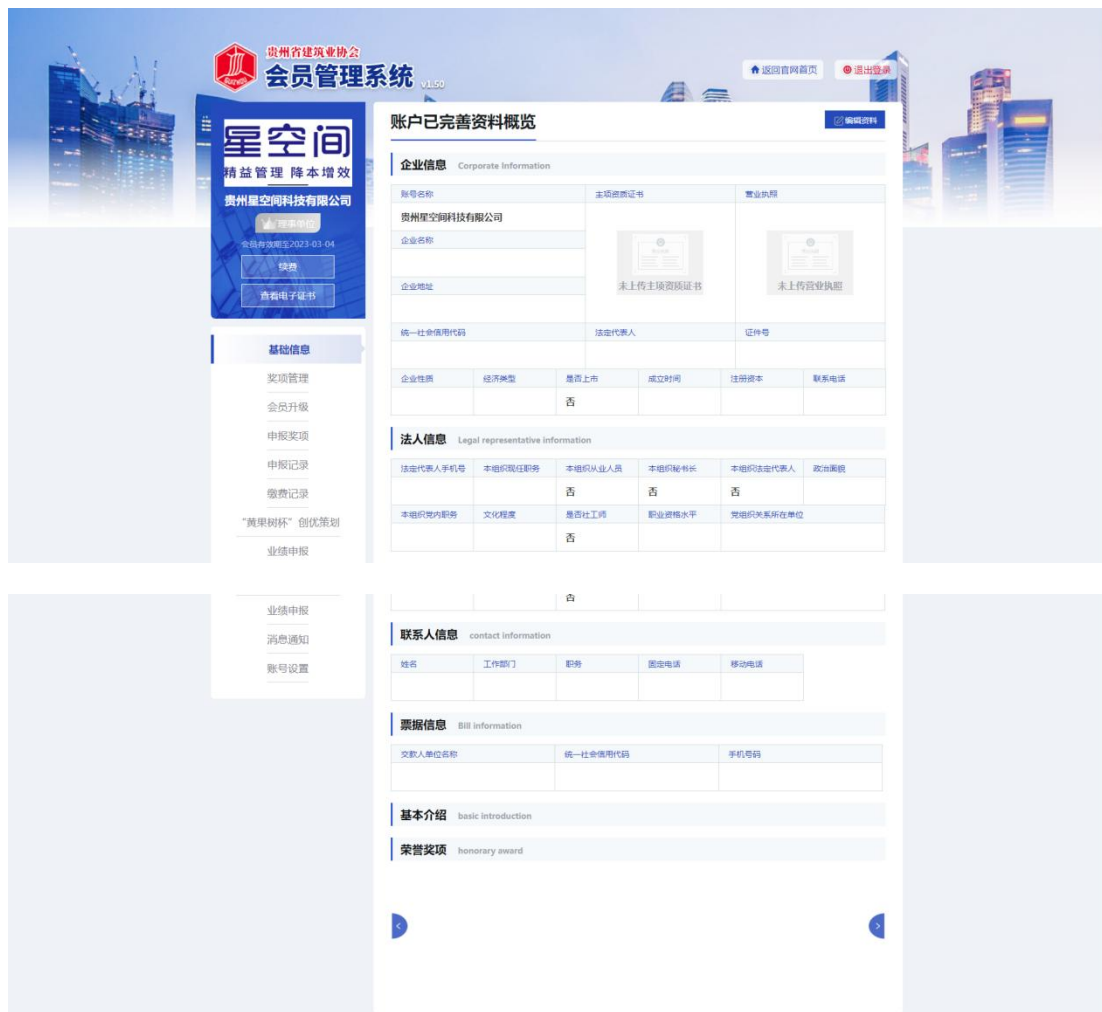 贵州省建筑业协会
会员管理系统 v1.50
返回官网首页 退出登录
星空间
精益管理 降本增效
贵州星空间科技有限公司
理事单位
会员有效期至2023-03-04
续费
查看电子证书
基础信息
奖项管理
会员升级
申报奖项
申报记录
缴费记录
“黄果树杯”创优策划
业绩申报
账户已完善资料概览
编辑资料
企业信息 Corporate Information
账号名称 主项资质证书 营业执照
贵州星空间科技有限公司
企业名称
企业地址
未上传主项资质证书 未上传营业执照
统一社会信用代码 法定代表人 证件号
企业性质 经济类型 是否上市 成立时间 注册资本 联系电话
否
法人信息 Legal representative information
法定代表人手机号 本组织现任职务 本组织从业人员 本组织秘书长 本组织法定代表人 政治面貌
否 否 否
本组织党内职务 文化程度 是否社工师 职业资格水平 党组织关系所在单位
否
业绩申报
消息通知
账号设置
否
联系人信息 contact information
姓名 工作部门 职务 固定电话 移动电话
票据信息 Bill information
交款人单位名称 统一社会信用代码 手机号码
基本介绍 basic introduction
荣誉奖项 honorary award